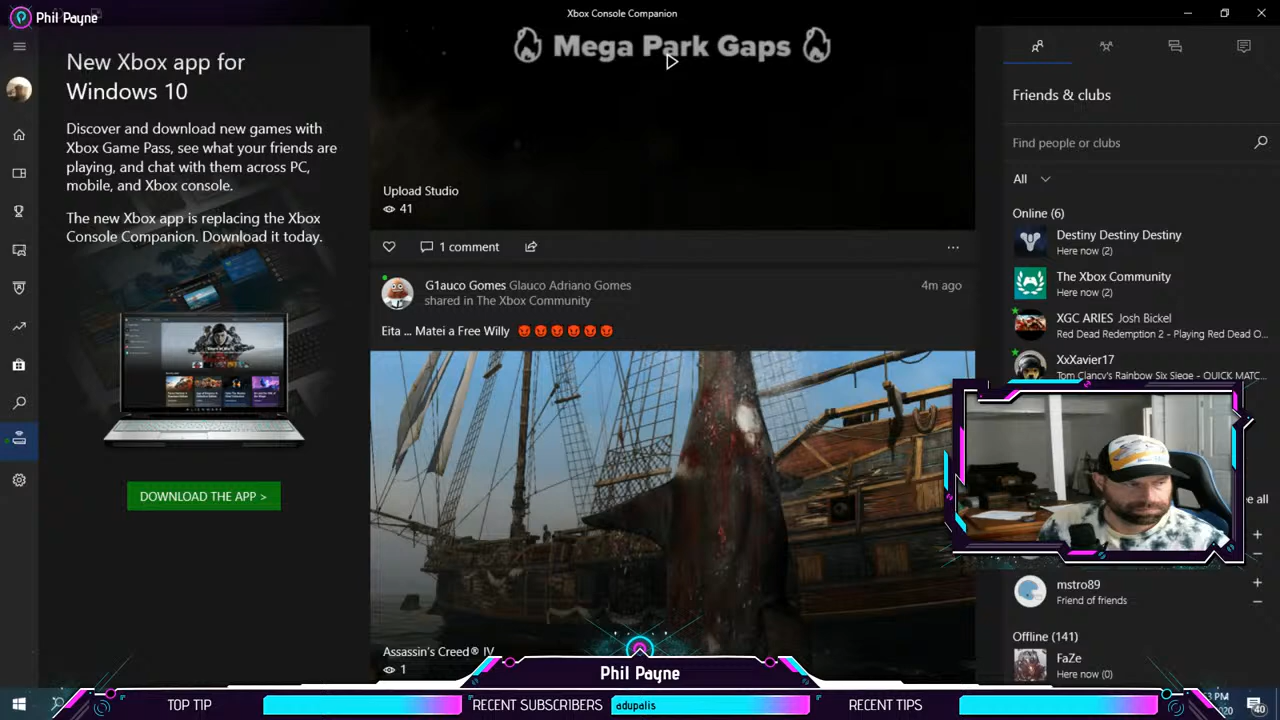 Phil Payne
Xbox Console Companion
New Xbox app for
Windows 10
Discover and download new games with
Xbox Game Pass, see what your friends are
playing, and chat with them across PC,
mobile, and Xbox console.
The new Xbox app is replacing the Xbox
Console Companion. Download it today.
DOWNLOAD THE APP >
Mega Park Gaps
Upload Studio
41
1 comment
G1auco Gomes Glauco Adriano Gomes
4m ago
shared in The Xbox Community
Eita ... Matei a Free Willy 😡😡😡😡😡😡
Assassin's Creed® IV
1
Friends & clubs
Find people or clubs
All
Online (6)
Destiny Destiny Destiny
Here now (2)
The Xbox Community
Here now (2)
XGC ARIES Josh Bickel
Red Dead Redemption 2 - Playing Red Dead O...
XxXavier17
Tom Clancy's Rainbow Six Siege - QUICK MATC...
all
mstro89
Friend of friends
Offline (141)
FaZe
Here now (0)
Phil Payne
TOP TIP
RECENT SUBSCRIBERS
adupalis
RECENT TIPS
PM
40